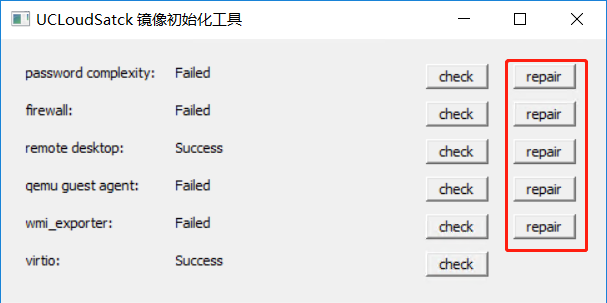 UCLoudSatck 镜像初始化工具
password complexity: Failed check repair
firewall: Failed check repair
remote desktop: Success check repair
qemu guest agent: Failed check repair
wmi_exporter: Failed check repair
virtio: Success check